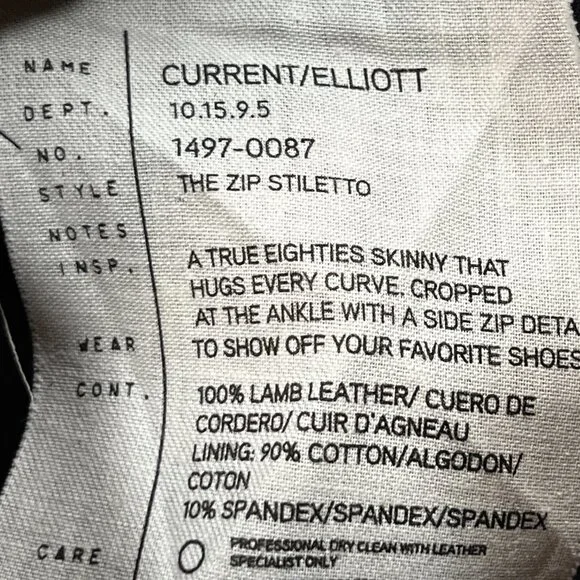 NAME CURRENT/ELLIOTT
DEPT. 10.15.9.5
NO. 1497-0087
STYLE THE ZIP STILETTO
NOTES
INSP. A TRUE EIGHTIES SKINNY THAT
HUGS EVERY CURVE. CROPPED
AT THE ANKLE WITH A SIDE ZIP DETA
WEAR TO SHOW OFF YOUR FAVORITE SHOES
CONT. 100% LAMB LEATHER/ CUERO DE
CORDERO/ CUIR D'AGNEAU
LINING: 90% COTTON/ALGODON/
COTON
10% SPANDEX/SPANDEX/SPANDEX
CARE PROFESSIONAL DRY CLEAN WITH LEATHER
SPECIALIST ONLY